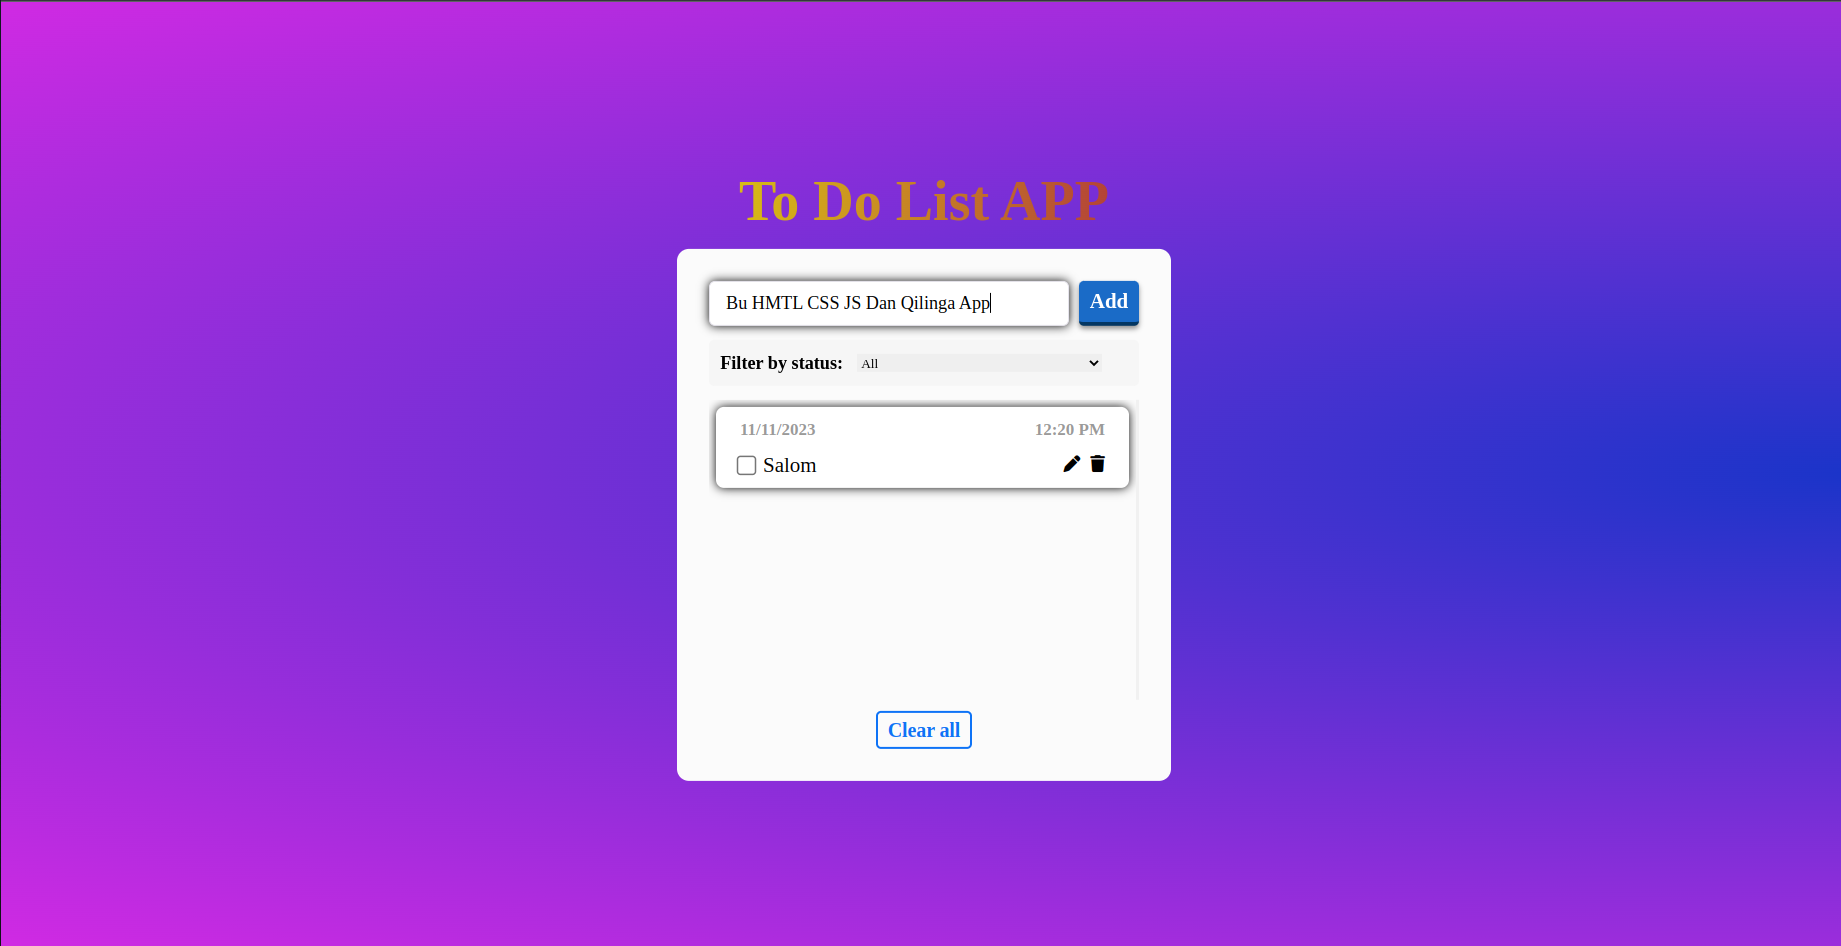 To Do List APP
Bu HMTL CSS JS Dan Qilinga App
Add
Filter by status: All
11/11/2023 12:20 PM
Salom
Clear all